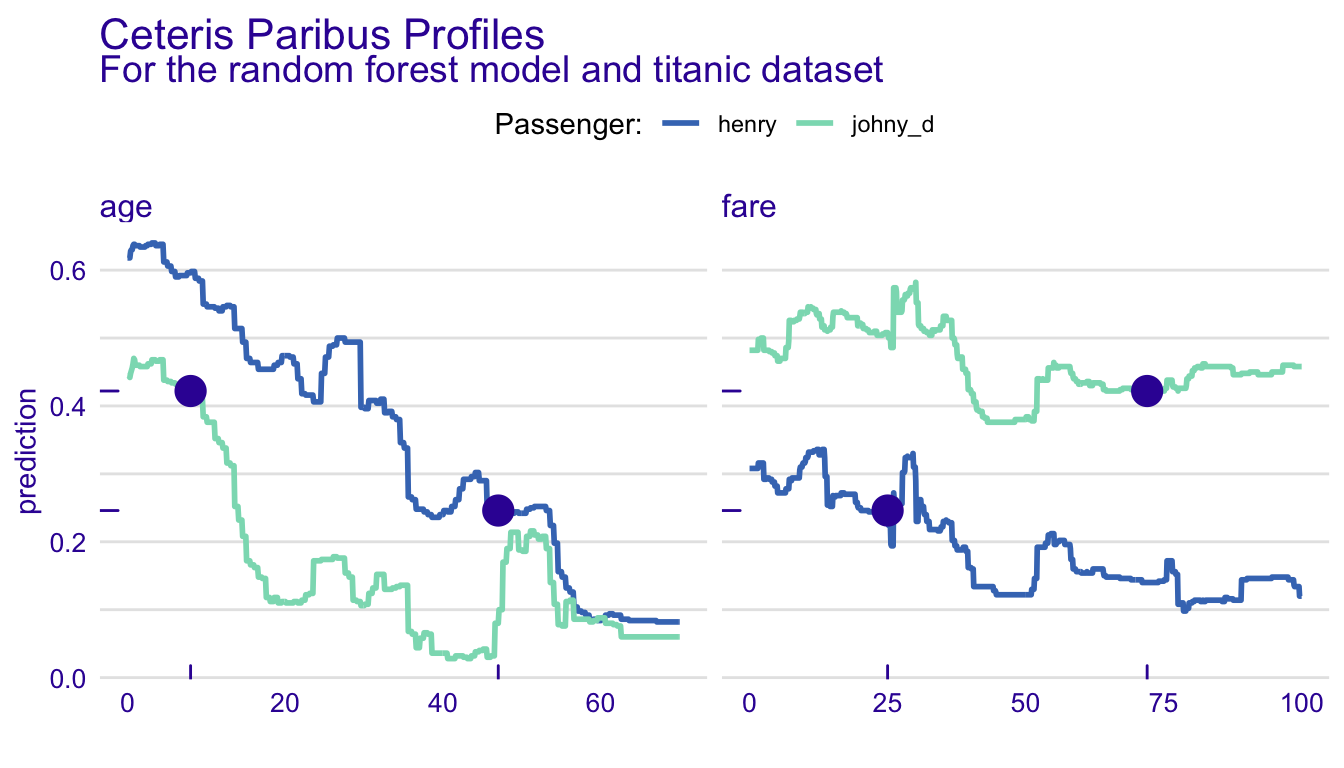 Ceteris Paribus Profiles
For the random forest model and titanic dataset
Passenger: henry johny_d
age
fare
prediction
0.6
0.4
0.2
0.0
0 20 40 60
0 25 50 75 100